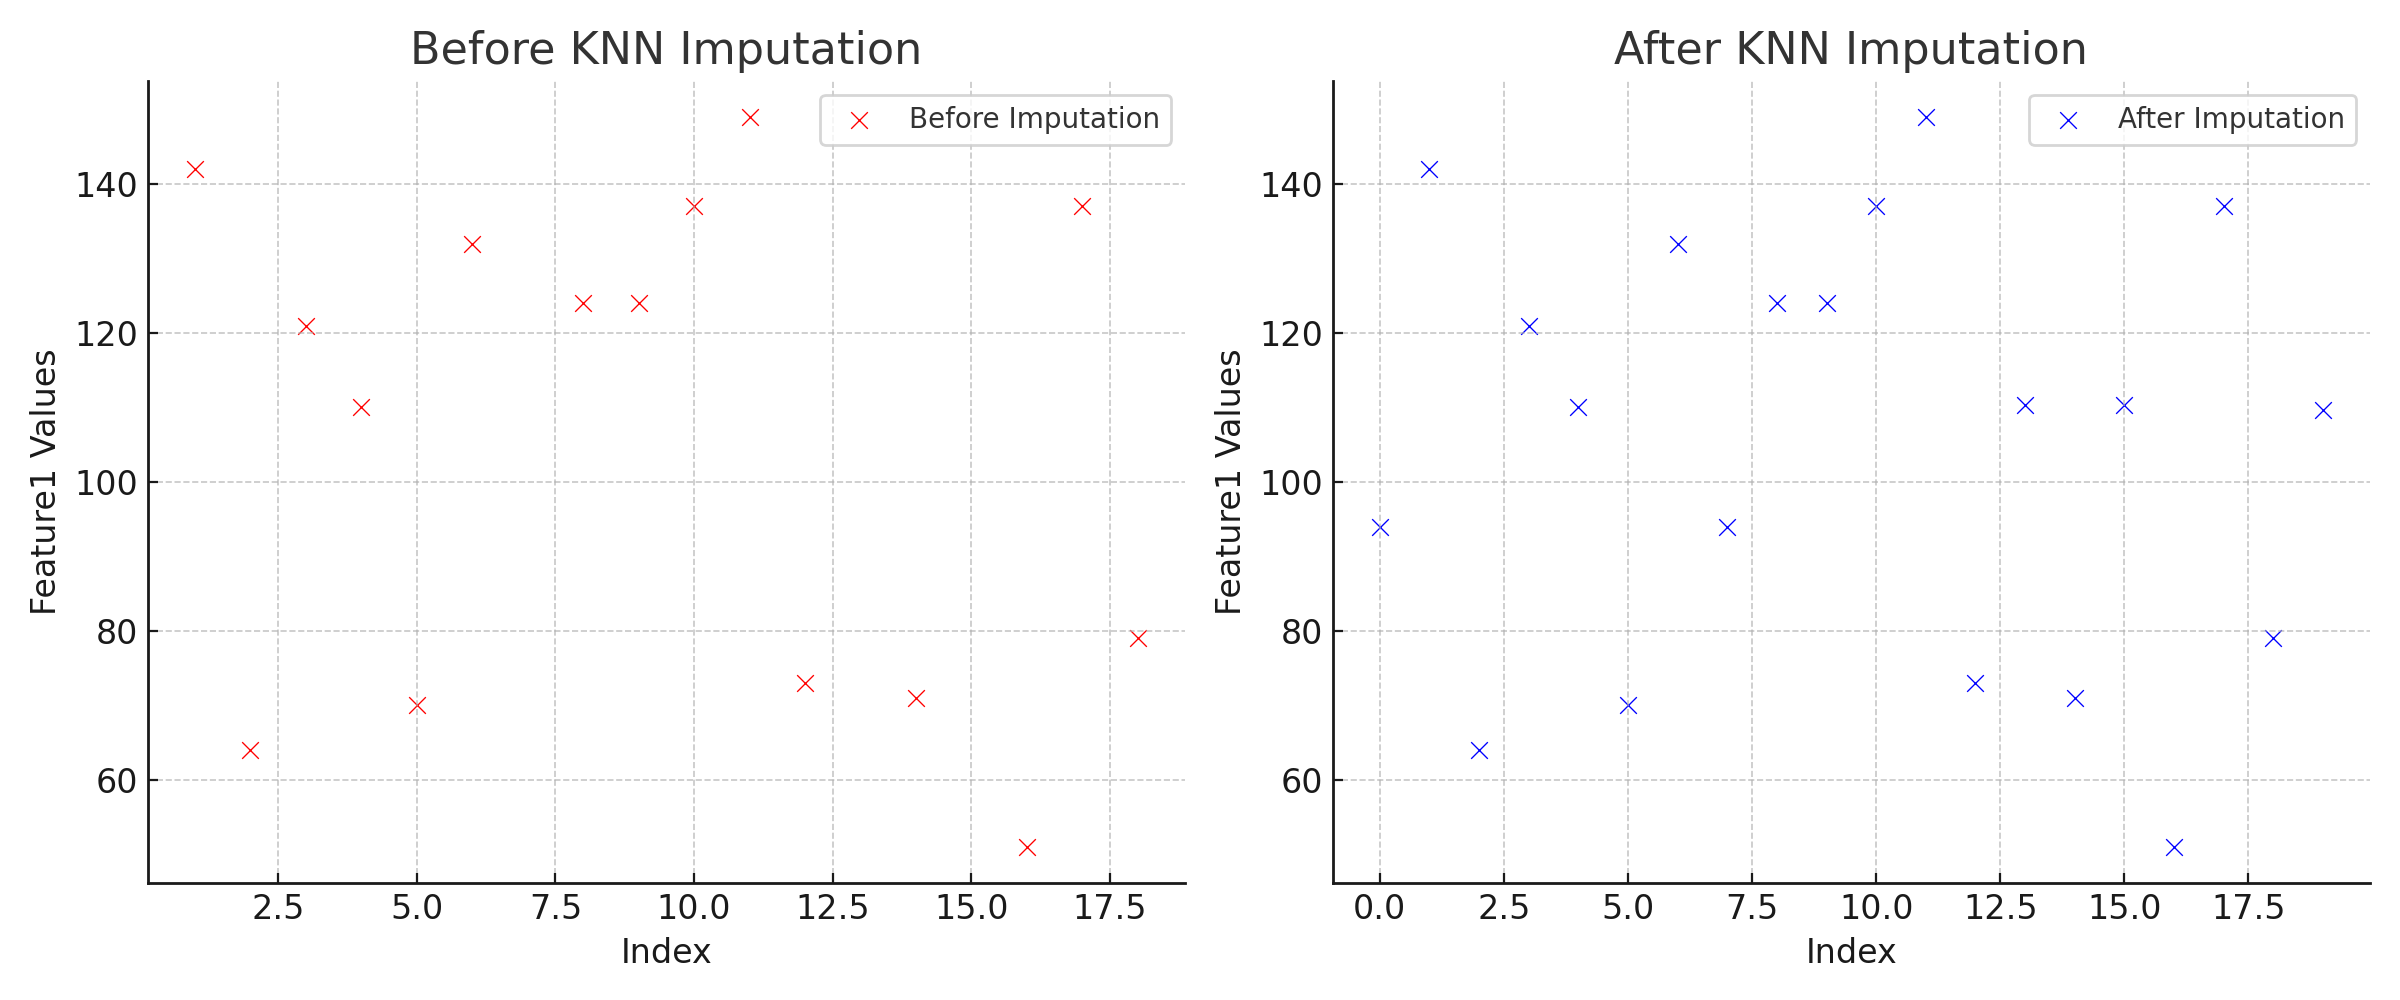 Before KNN Imputation
Before Imputation
140
120
100
80
60
Feature1 Values
2.5 5.0 7.5 10.0 12.5 15.0 17.5
Index
After KNN Imputation
After Imputation
140
120
100
80
60
Feature1 Values
0.0 2.5 5.0 7.5 10.0 12.5 15.0 17.5
Index